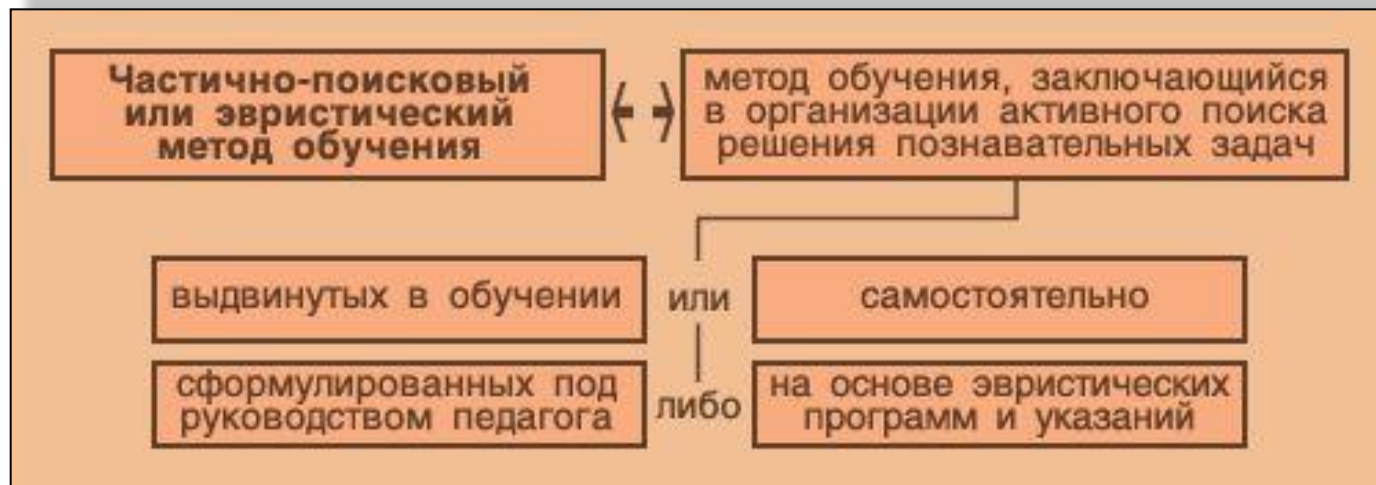 Частично-поисковый
или эвристический
метод обучения
метод обучения, заключающийся
в организации активного поиска
решения познавательных задач
выдвинутых в обучении
или
самостоятельно
сформулированных под
руководством педагога
либо
на основе эвристических
программ и указаний